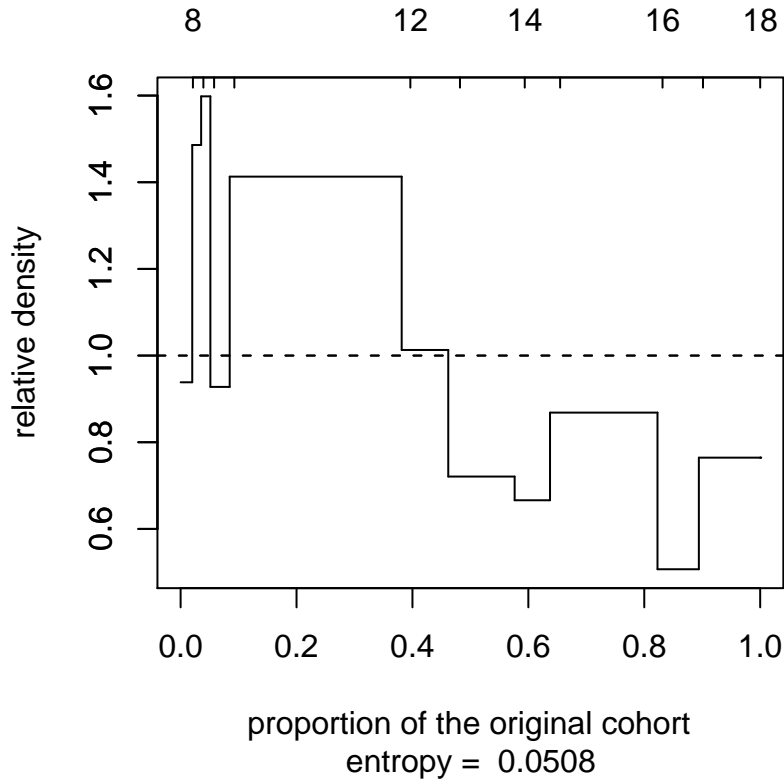 8 12 14 16 18
1.6
1.4
1.2
1.0
0.8
0.6
relative density
0.0 0.2 0.4 0.6 0.8 1.0
proportion of the original cohort
entropy = 0.0508